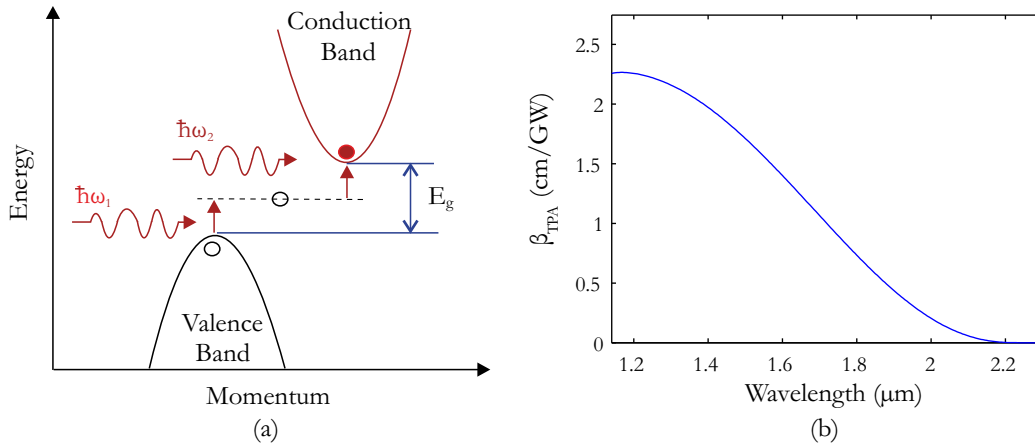 Conduction
Band
ħω₂
Energy
E_g
ħω₁
Valence
Band
Momentum
(a)
β_TPA (cm/GW)
2.5
2
1.5
1
0.5
0
1.2
1.4
1.6
1.8
2
2.2
Wavelength (μm)
(b)